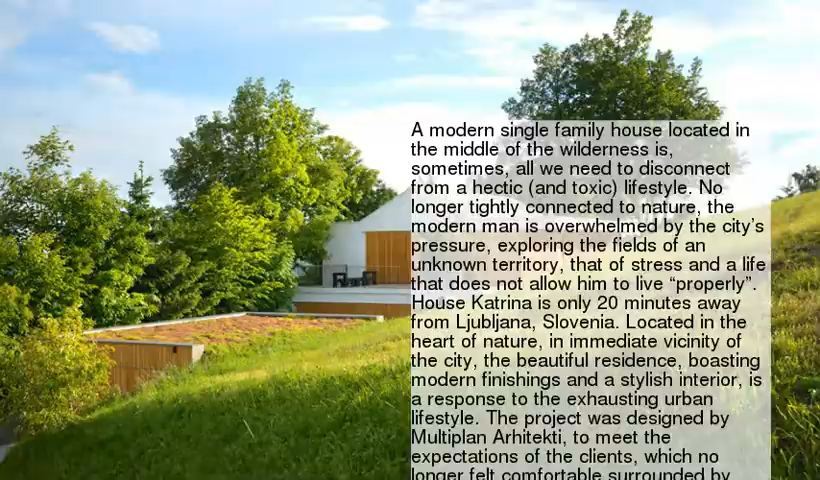 A modern single family house located in
the middle of the wilderness is,
sometimes, all we need to disconnect
from a hectic (and toxic) lifestyle. No
longer tightly connected to nature, the
modern man is overwhelmed by the city’s
pressure, exploring the fields of an
unknown territory, that of stress and a life
that does not allow him to live “properly”.
House Katrina is only 20 minutes away
from Ljubljana, Slovenia. Located in the
heart of nature, in immediate vicinity of
the city, the beautiful residence, boasting
modern finishings and a stylish interior, is
a response to the exhausting urban
lifestyle. The project was designed by
Multiplan Arhitekti, to meet the
expectations of the clients, which no
longer felt comfortable surrounded by